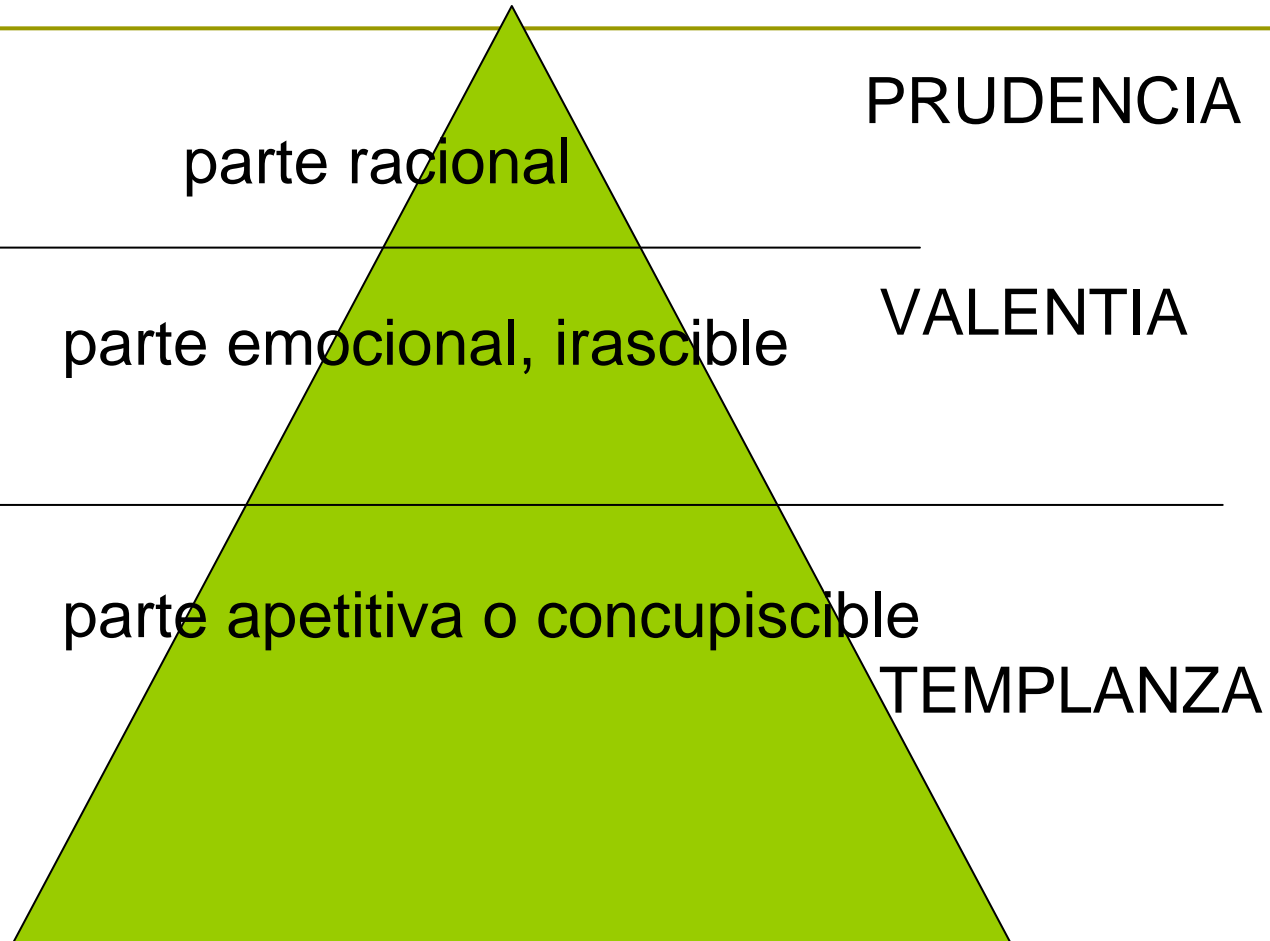 PRUDENCIA
parte racional
VALENTIA
parte emocional, irascible
parte apetitiva o concupiscible
TEMPLANZA